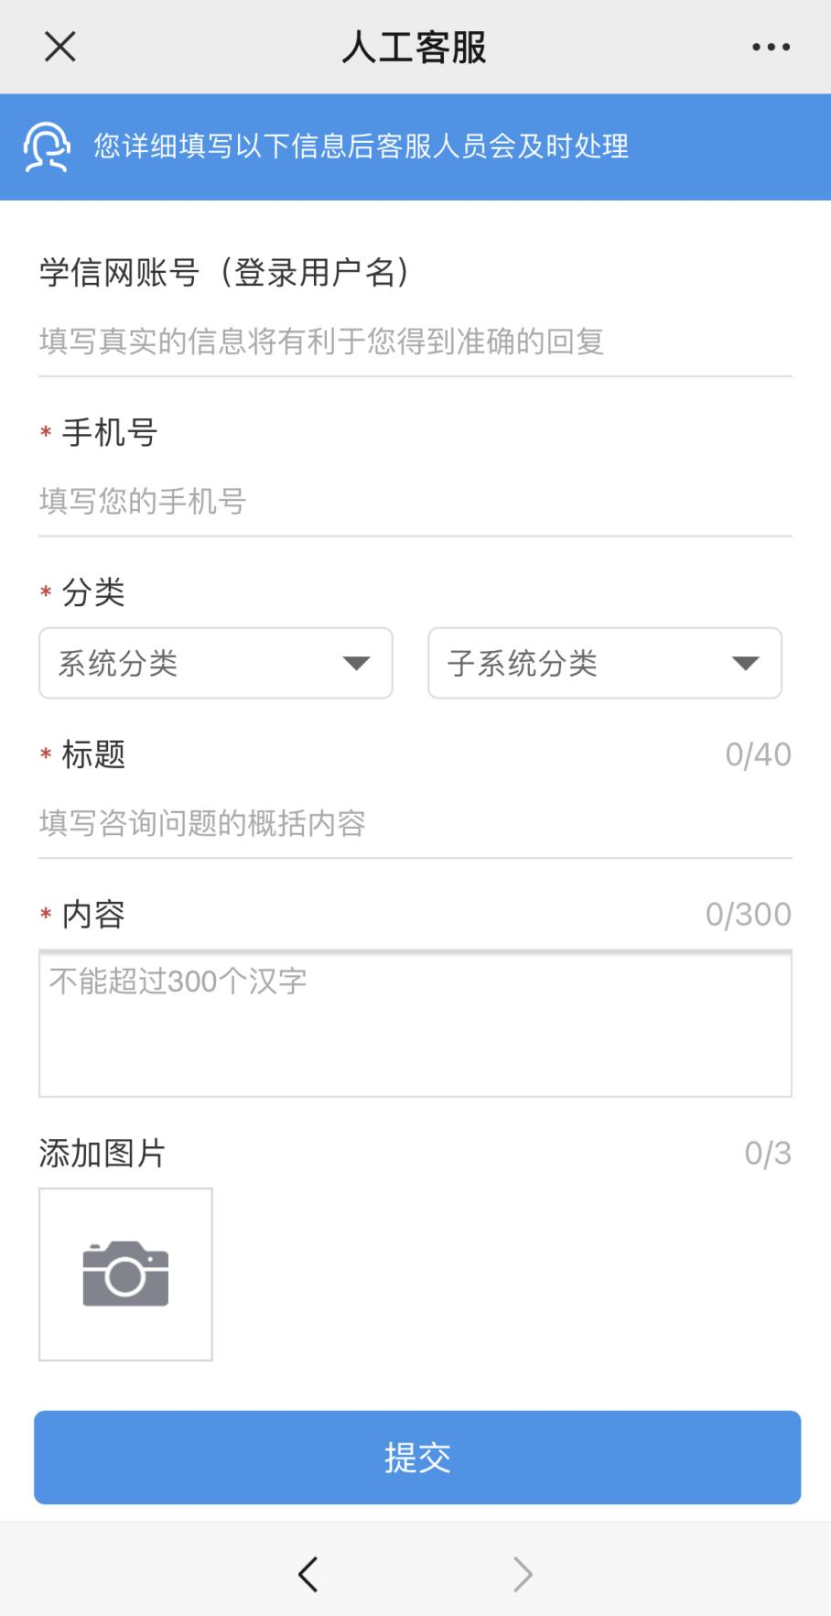 人工客服
您详细填写以下信息后客服人员会及时处理
学信网账号（登录用户名）
填写真实的信息将有利于您得到准确的回复
* 手机号
填写您的手机号
* 分类
系统分类 子系统分类
* 标题 0/40
填写咨询问题的概括内容
* 内容 0/300
不能超过300个汉字
添加图片 0/3
提交